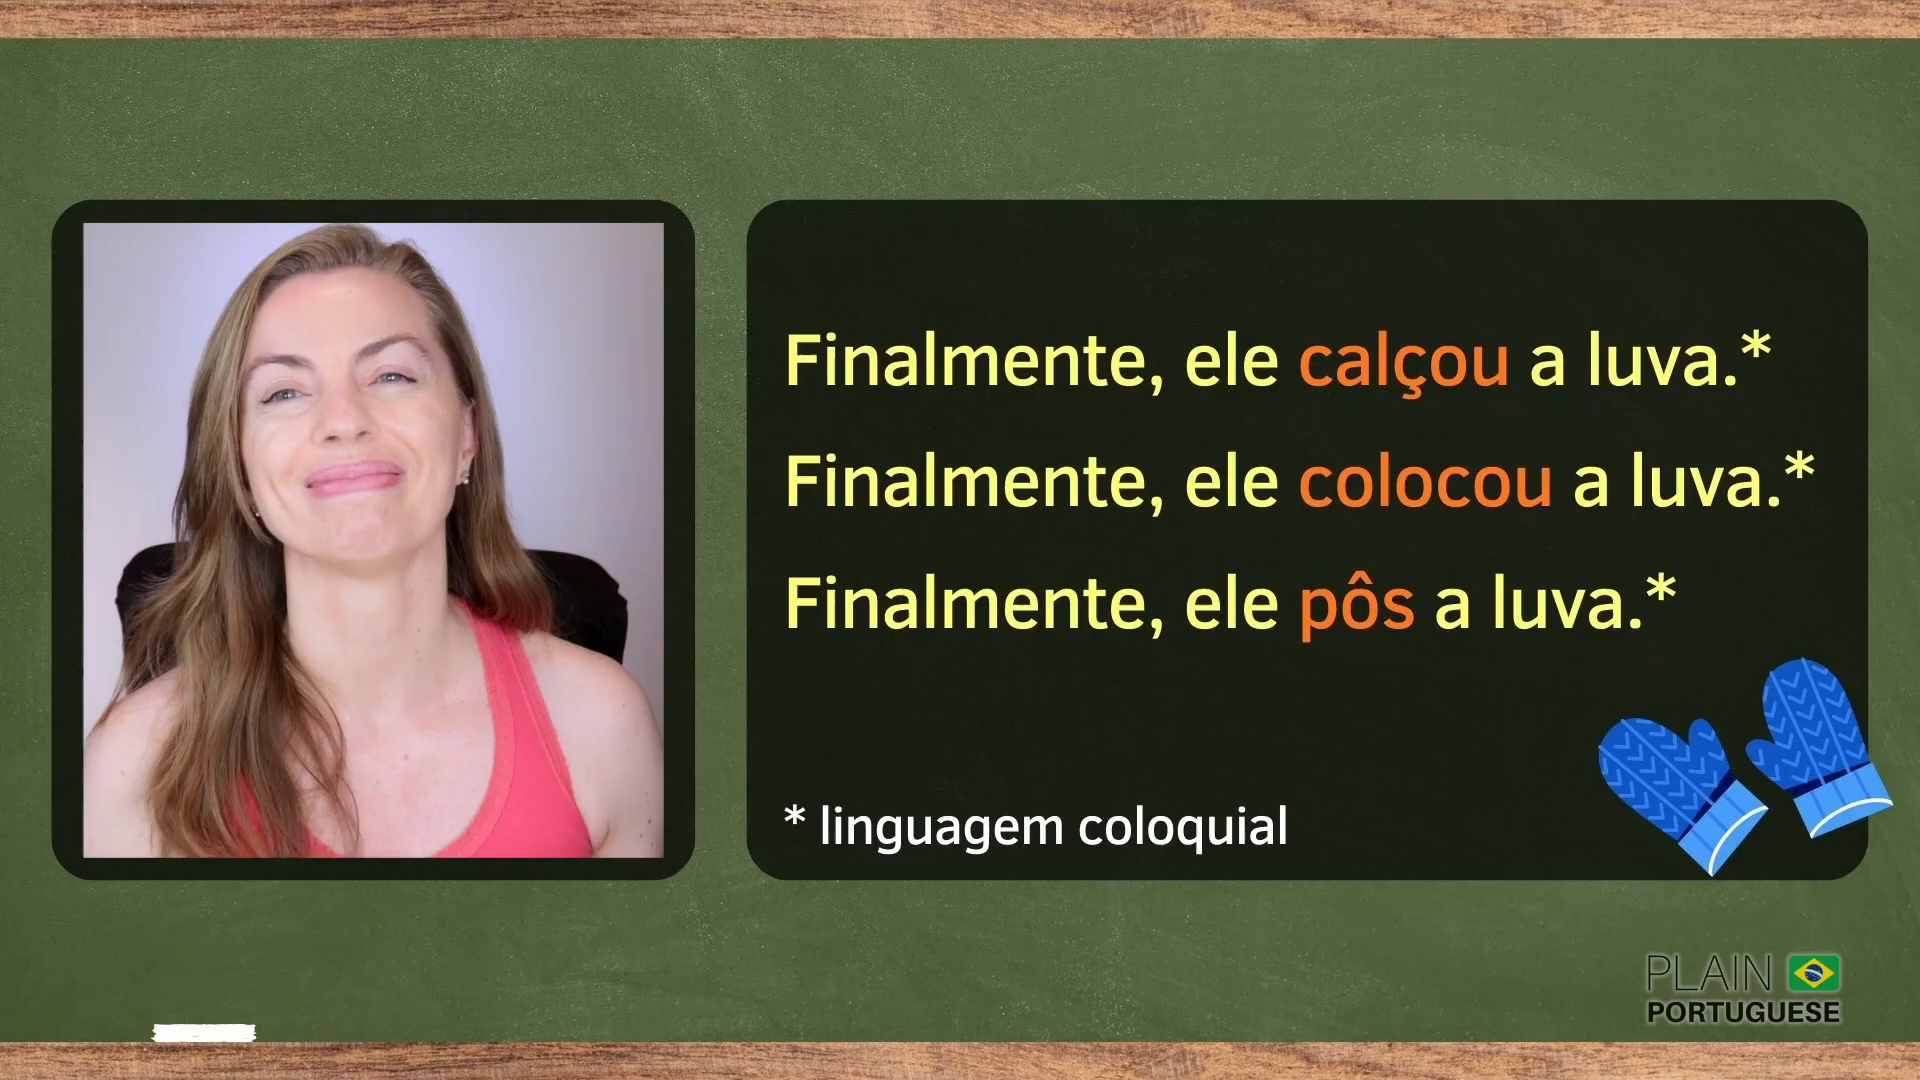 Finalmente, ele calçou a luva.*
Finalmente, ele colocou a luva.*
Finalmente, ele pôs a luva.*
* linguagem coloquial
PLAIN
PORTUGUESE